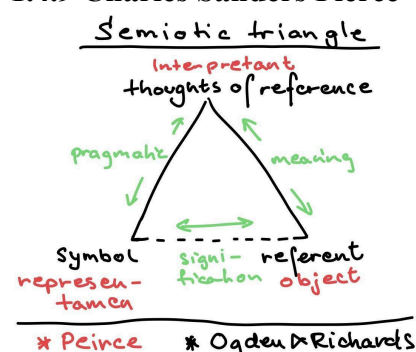 Charles Sanders
Semiotic triangle
Interpretant
thoughts of reference
pragmatic
meaning
symbol
represen-
tamen
signi-
fication
referent
object
* Peirce
* Ogden & Richards